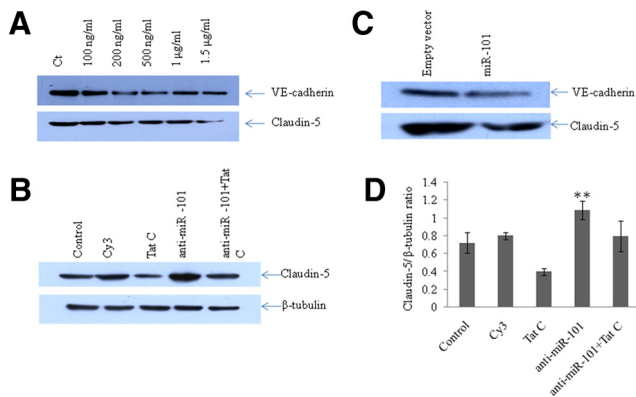 A
Ct
100 ng/ml
200 ng/ml
500 ng/ml
1 μg/ml
1.5 μg/ml
VE-cadherin
Claudin-5
B
Control
Cy3
Tat C
anti-miR -101
anti-miR -101+Tat
C
Claudin-5
β-tubulin
C
Empty vector
miR-101
VE-cadherin
Claudin-5
D
Claudin-5/ β-tubulin ratio
1.4
1.2
1
0.8
0.6
0.4
0.2
0
**
Control
Cy3
Tat C
anti-miR-101
anti-miR-101+Tat C